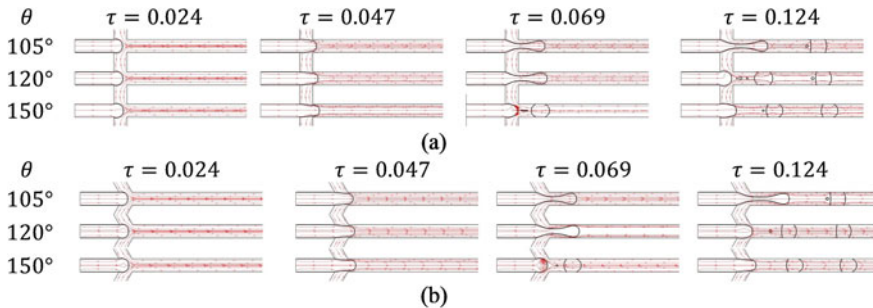 θ τ = 0.024 τ = 0.047 τ = 0.069 τ = 0.124
105°
120°
150°
(a)
θ τ = 0.024 τ = 0.047 τ = 0.069 τ = 0.124
105°
120°
150°
(b)